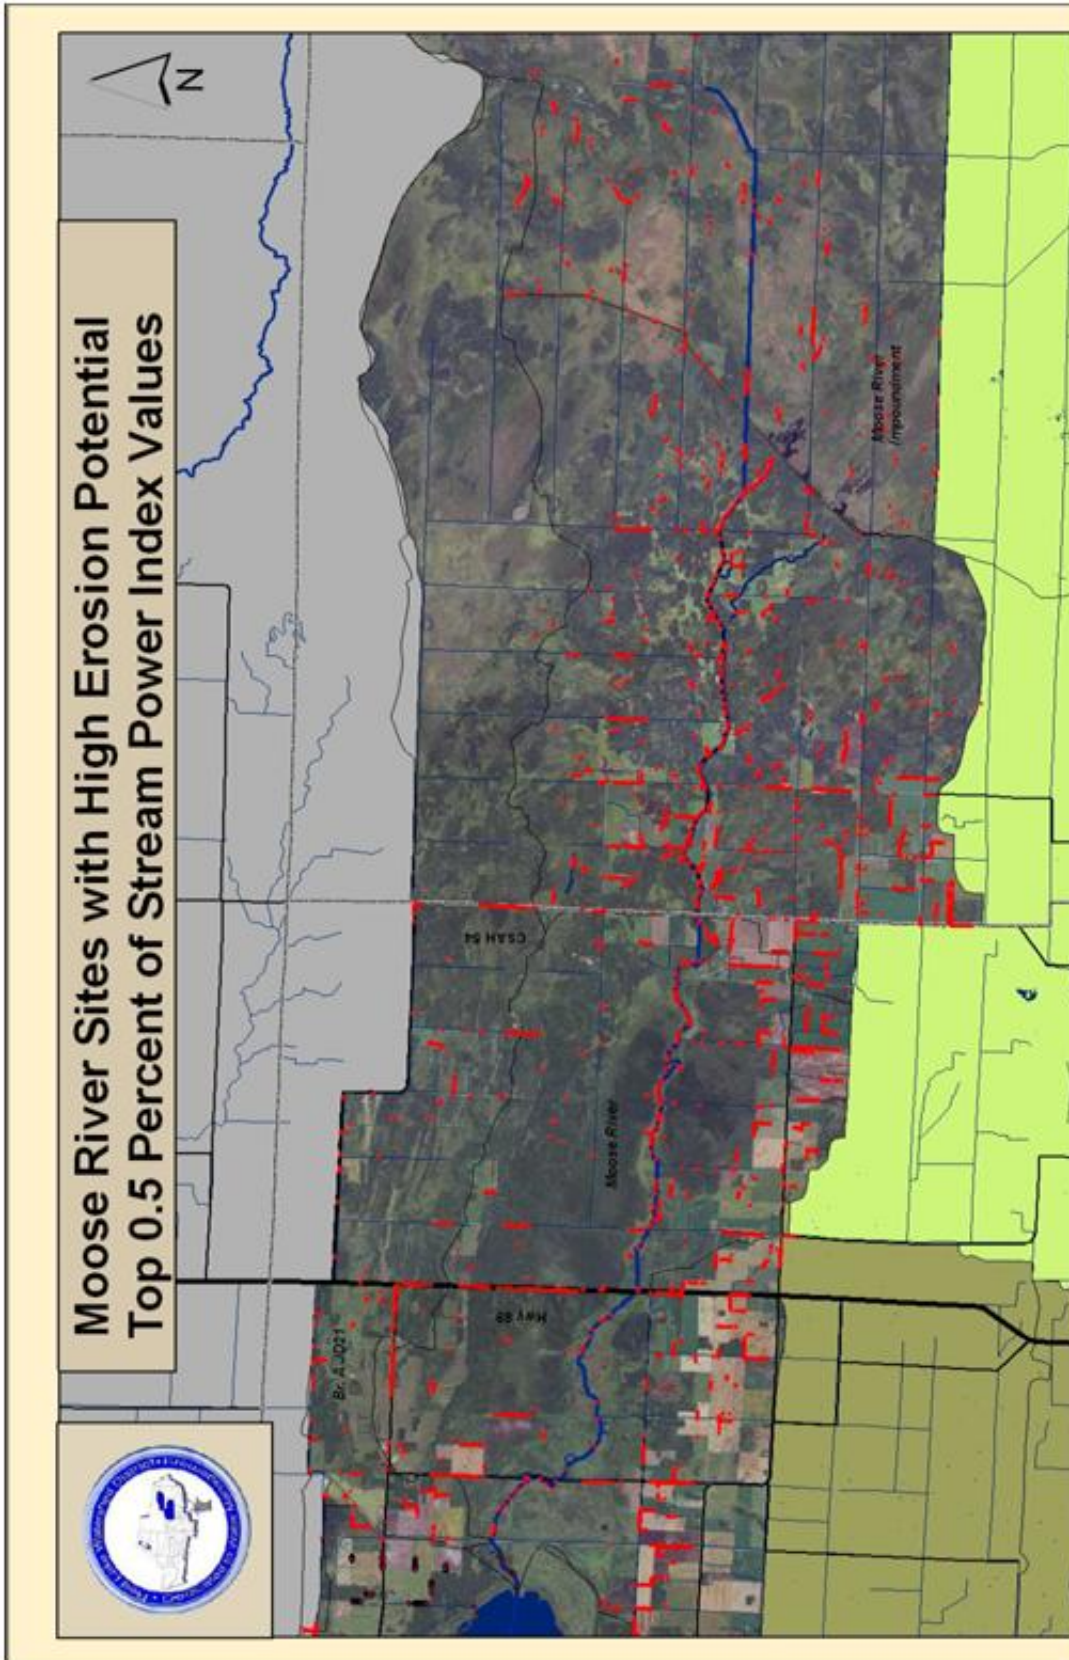 Moose River Sites with High Erosion Potential
Top 0.5 Percent of Stream Power Index Values
N
Br. A JD21
Hwy 89
Moose River
CSAH 54
Moose River
Impoundment